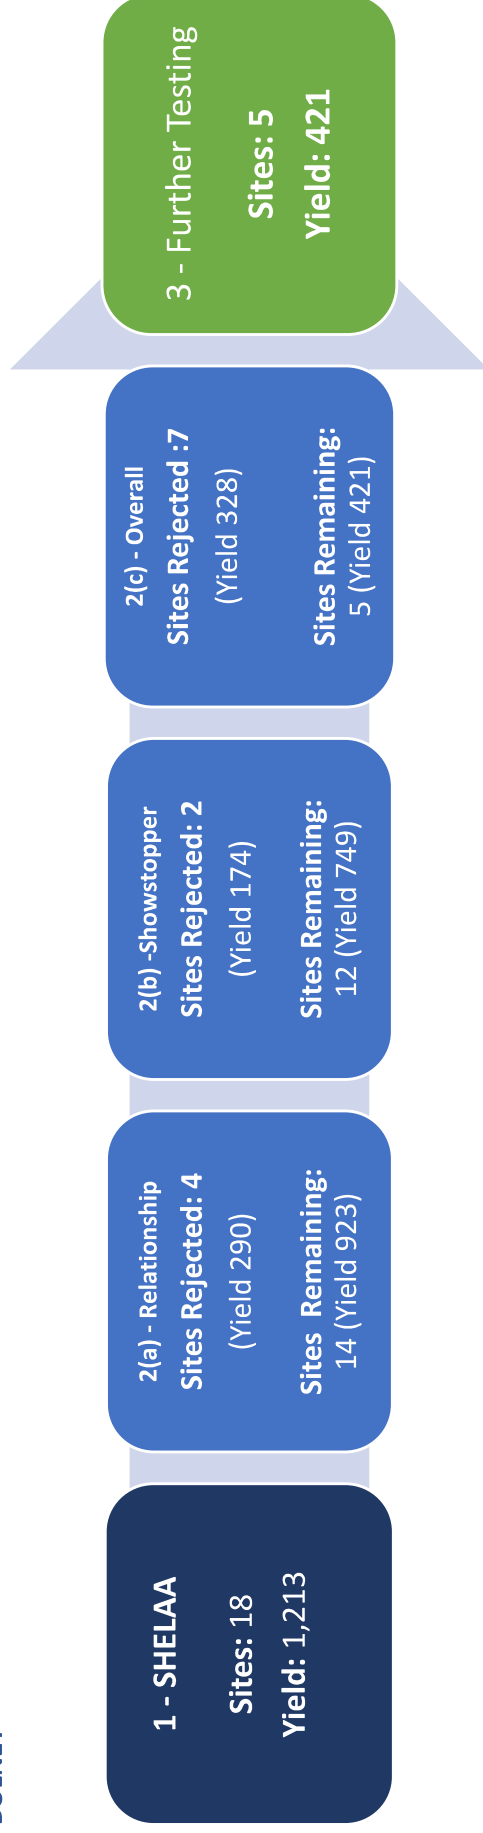 1 - SHELAA
Sites: 18
Yield: 1,213
2(a) - Relationship
Sites Rejected: 4
(Yield 290)
Sites Remaining:
14 (Yield 923)
2(b) -Showstopper
Sites Rejected: 2
(Yield 174)
Sites Remaining:
12 (Yield 749)
2(c) - Overall
Sites Rejected :7
(Yield 328)
Sites Remaining:
5 (Yield 421)
3 - Further Testing
Sites: 5
Yield: 421